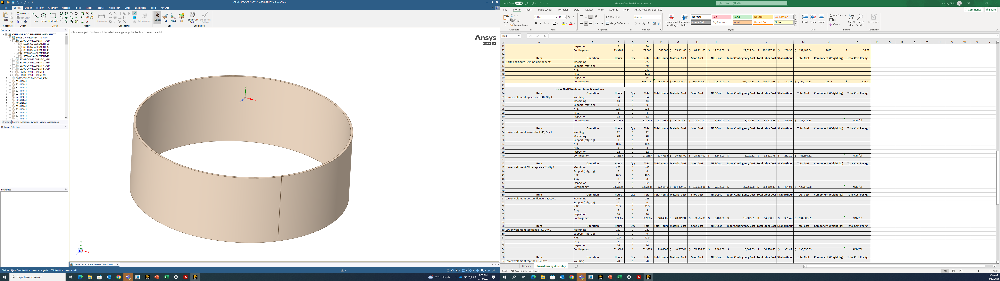 ORNL-STS-CORE-VESSEL-MFG-STUDY - SpaceClaim
File Sketch Design Display Assembly Measure Facets Repair Prepare Workbench Detail Sheet Metal Tools KeyShot
Paste
Home
Plan View
Line Circle Rectangle
Dimension
Autoconstrain
Select Pull Move Fill
Enable 3D Sketch
End Sketch Editing
Clipboard Orient Create Modify Constraints Edit End Sketch
Structure
ORNL-STS-CORE-VESSEL-MFG-STUDY*
S0306-CV-WELDMENT-40_ASM
S0306-CV-WELDMENT-1_ASM
S0306-CV-WELDMENT-38
S0306-CV-WELDMENT-42
S0306-CV-WELDMENT-43
S0306-CV-WELDMENT-48
S0306-CV-WELDMENT-26
S0306-CV-WELDMENT-2_ASM
S0306-CV-WELDMENT-3_ASM
S0306-CV-WELDMENT-4_ASM
S0306-CV-WELDMENT-5_ASM
S0306-CV-WELDMENT-6
S0306-CV-WELDMENT-39
S0306-CV-WELDMENT-41_ASM
92141A041
92141A041
92141A041
92141A041
92141A041
92141A041
92141A041
92141A041
92141A041
92141A041
92141A041
92141A041
92141A041
Structure Layers Selection Groups Views Appearance
Options - Selection
Properties
Click an object. Double-click to select an edge loop. Triple-click to select a solid.
Ansys
2022 R2
Y
X
Z
Y
X
Z
ORNL-STS-CORE-VESSEL-MFG-STUDY*
Click an object. Double-click to select an edge loop. Triple-click to select a solid.
Type here to search
29°F Cloudy
9:58 AM
3/13/2023
AutoSave On
Metalex Cost Breakdown • Saved
Search (Alt+Q)
Anton, Chris
File Home Insert Page Layout Formulas Data Review View Add-ins Help Ansys Response Surface
Comments Share
Paste
Cut
Copy
Format Painter
Calibri 11
B I U
Wrap Text
Merge & Center
General
Conditional Formatting
Format as Table
Normal Bad Good Neutral Calculation
Check Cell Explanatory ... Input Linked Cell Note
Insert Delete Format
AutoSum
Fill
Clear
Sort & Filter
Find & Select
Sensitivity
Clipboard Font Alignment Number Styles Cells Editing Sensitivity
D235
A B C D E F G H I J K L M N O P Q R S T U V W X Y
112 Inspection 5 4 20
113 Contingency 19.3765 4 77.506 363.506 $ 55,361.00 $ 64,711.00 $ 14,592.00 $ 22,824.54 $ 102,127.54 $ 280.95 $ 157,488.54 1625 $ 96.92
114
115 Item Operation Hours Qty Total Total Hours Material Cost Shop Cost NRE Cost Labor Contingency Cost Total Labor Cost $ Labor/hour Total Cost Component Weight (kg) Total Cost Per Kg
116 North and South Beltline Components Machining 772
117 Support (mfg, tig) 40
118 NRE 357
119 Assy 61.2
120 Inspection 54
121 Contingency 348.0182 1632.2182 $1,988,359.30 $ 391,262.70 $ 70,318.00 $ 102,486.98 $ 564,067.68 $ 345.58 $ 2,552,426.98 21887 $ 116.62
122
123 Lower Shell Weldment Labor Breakdown
124 Item Operation Hours Qty Total Total Hours Material Cost Shop Cost NRE Cost Labor Contingency Cost Total Labor Cost $ Labor/hour Total Cost Component Weight (kg) Total Cost Per Kg
125 Lower weldment upper shell -48, Qty 1 Welding 34 1 34
126 Machining 43 1 43
127 Support (mfg, tig) 0 1 0
128 NRE 22.5 1 22.5
129 Assy 8 1 8
130 Inspection 12 1 12
131 Contingency 32.3845 1 32.3845 151.8845 $ 33,675.90 $ 23,501.10 $ 4,468.00 $ 9,536.83 $ 37,505.93 $ 246.94 $ 71,181.83 #DIV/0!
132
133 Item Operation Hours Qty Total Total Hours Material Cost Shop Cost NRE Cost Labor Contingency Cost Total Labor Cost $ Labor/hour Total Cost Component Weight (kg) Total Cost Per Kg
134 Lower weldment lower shell -43, Qty 1 Welding 22 1 22
135 Machining 40 1 40
136 Support (mfg, tig) 0 1 0
137 NRE 18.5 1 18.5
138 Assy 8 1 8
139 Inspection 12 1 12
140 Contingency 27.2355 1 27.2355 127.7355 $ 16,698.00 $ 20,533.00 $ 3,648.00 $ 8,020.51 $ 32,201.51 $ 252.10 $ 48,899.51 #DIV/0!
141
142 Item Operation Hours Qty Total Total Hours Material Cost Shop Cost NRE Cost Labor Contingency Cost Total Labor Cost $ Labor/hour Total Cost Component Weight (kg) Total Cost Per Kg
143 Lower weldment CV baseplate -42, Qty 1 Machining 403 1 403
144 Support (mfg, tig) 0 1 0
145 NRE 46.5 1 46.5
146 Assy 8 1 8
147 Inspection 32 1 32
148 Contingency 132.6545 1 132.6545 622.1545 $ 164,329.19 $ 215,533.81 $ 9,212.00 $ 39,065.08 $ 263,810.89 $ 424.03 $ 428,140.08 #DIV/0!
149
150 Item Operation Hours Qty Total Total Hours Material Cost Shop Cost NRE Cost Labor Contingency Cost Total Labor Cost $ Labor/hour Total Cost Component Weight (kg) Total Cost Per Kg
151 Lower weldment bottom flange -38, Qty 1 Machining 129 1 129
152 Support (mfg, tig) 0 1 0
153 NRE 42.5 1 42.5
154 Assy 8 1 8
155 Inspection 16 1 16
156 Contingency 52.9805 1 52.9805 248.4805 $ 40,019.94 $ 70,706.06 $ 8,480.00 $ 15,602.09 $ 94,788.15 $ 381.47 $ 134,808.09 #DIV/0!
157
158 Item Operation Hours Qty Total Total Hours Material Cost Shop Cost NRE Cost Labor Contingency Cost Total Labor Cost $ Labor/hour Total Cost Component Weight (kg) Total Cost Per Kg
159 Lower weldment top flange -39, Qty 1 Machining 129 1 129
160 Support (mfg, tig) 0 1 0
161 NRE 42.5 1 42.5
162 Assy 8 1 8
163 Inspection 16 1 16
164 Contingency 52.9805 1 52.9805 248.4805 $ 40,767.44 $ 70,706.56 $ 8,480.00 $ 15,602.09 $ 94,788.65 $ 381.47 $ 135,556.09 #DIV/0!
165
166 Item Operation Hours Qty Total Total Hours Material Cost Shop Cost NRE Cost Labor Contingency Cost Total Labor Cost $ Labor/hour Total Cost Component Weight (kg) Total Cost Per Kg
167 Lower weldment top shell -6, Qty 1 Welding 28 1 28
Baseline Breakdown by Assembly
Ready Accessibility: Investigate 100%
9:58 AM
3/13/2023